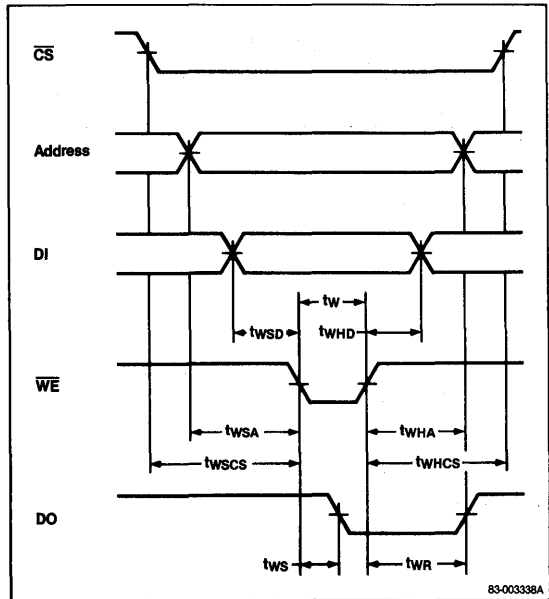 CS
Address
DI
tW
tWSD
tWHD
WE
tWSA
tWHA
tWSCS
tWHCS
DO
tWS
tWR
83-003338A